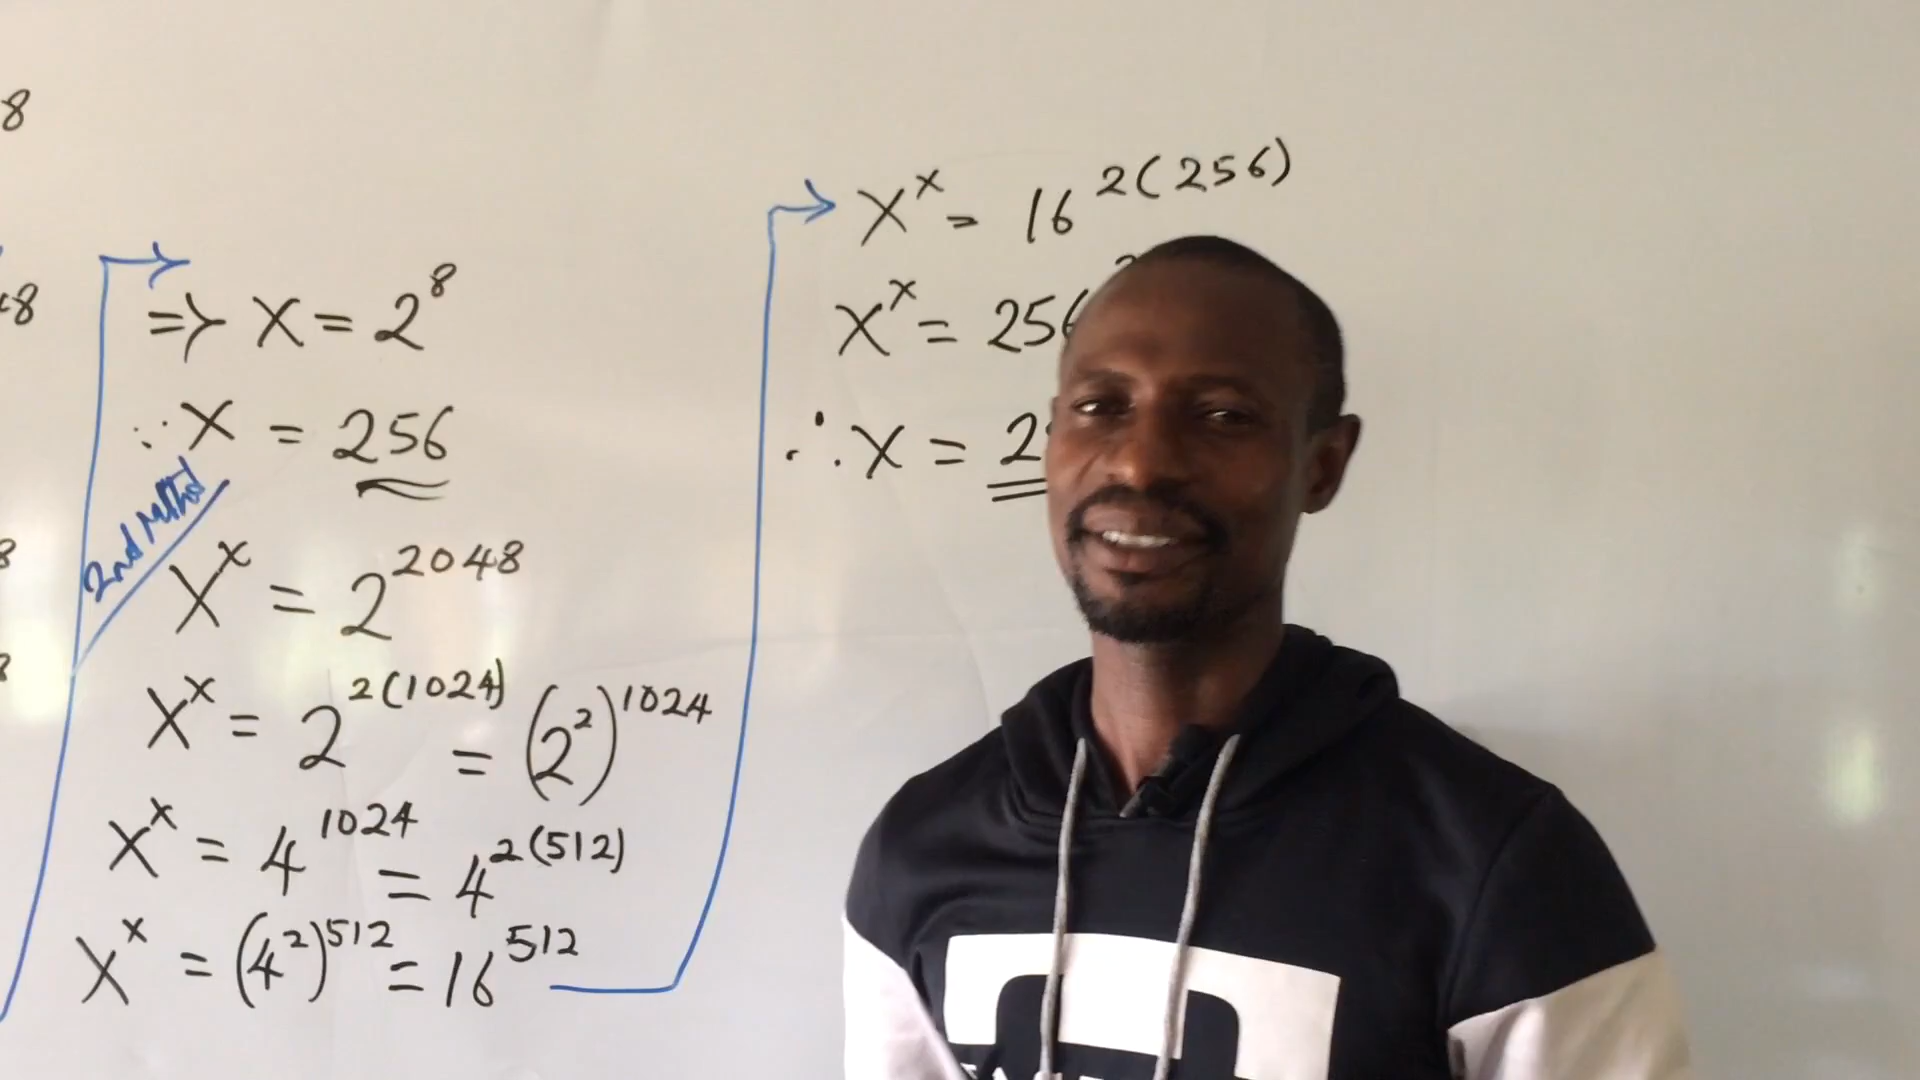 8
48
8
8
=> X = 2^8
∴ X = 256
2nd Method
X^x = 2^2048
X^x = 2^2(1024) = (2^2)^1024
X^x = 4^1024 = 4^2(512)
X^x = (4^2)^512 = 16^512
X^x = 16^2(256)
X^x = 256
∴ X = 2